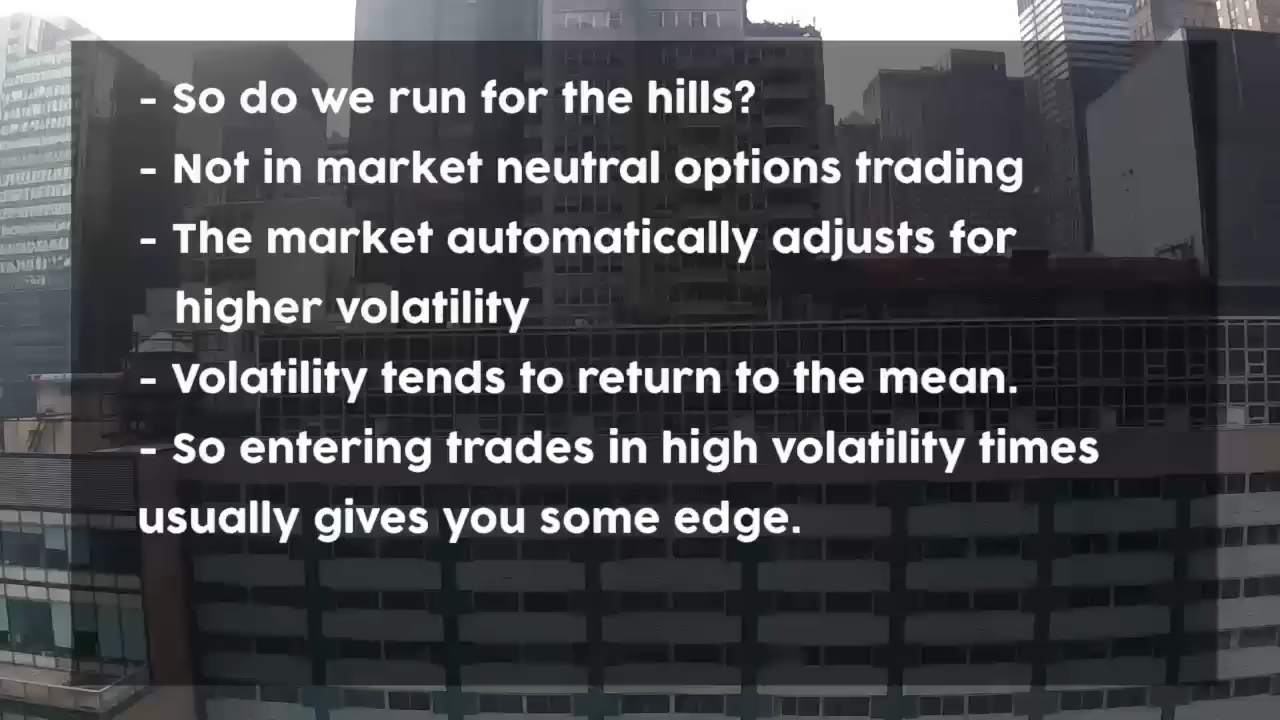 - So do we run for the hills?
- Not in market neutral options trading
- The market automatically adjusts for
higher volatility
- Volatility tends to return to the mean.
- So entering trades in high volatility times
usually gives you some edge.